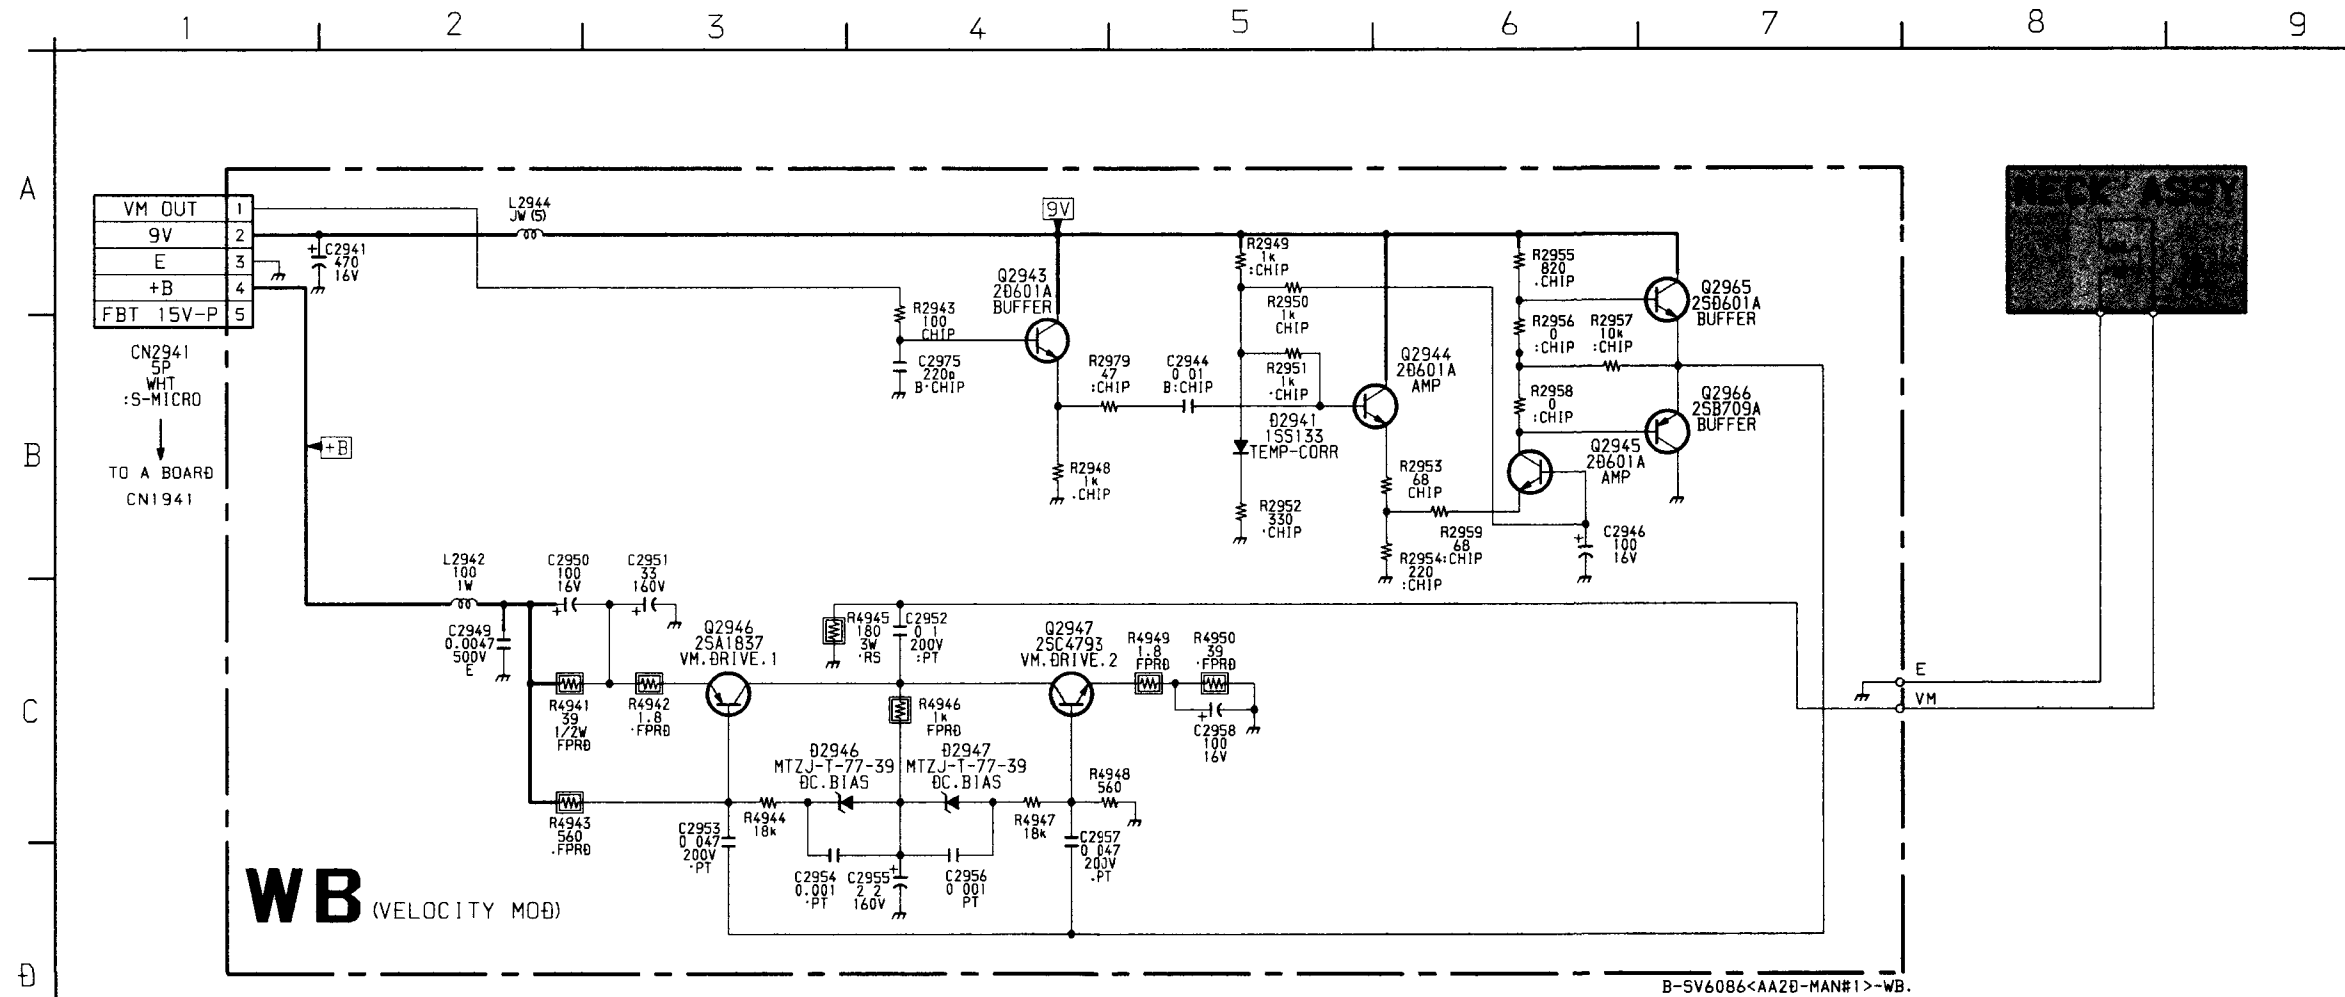 1 2 3 4 5 6 7 8 9
A
B
C
D
VM OUT 1
9V 2
E 3
+B 4
FBT 15V-P 5
CN2941
5P
WHT
:S-MICRO
TO A BOARD
CN1941
C2941
470
16V
L2944
JW(5)
9V
+B
R2943
100
CHIP
C2975
220p
B:CHIP
Q2943
2D601A
BUFFER
R2979
47
:CHIP
C2944
0.01
B:CHIP
R2948
1k
:CHIP
R2949
1k
:CHIP
R2950
1k
CHIP
R2951
1k
:CHIP
D2941
1SS133
TEMP-CORR
R2952
330
:CHIP
Q2944
2D601A
AMP
R2953
68
CHIP
R2959
68
:CHIP
R2954
220
:CHIP
R2955
820
:CHIP
R2956
0
:CHIP
R2957
10k
:CHIP
R2958
0
:CHIP
Q2945
2D601A
AMP
C2946
100
16V
Q2965
2SD601A
BUFFER
Q2966
2SB709A
BUFFER
NECK ASSY
L2942
100
1W
C2950
100
16V
C2951
33
160V
C2949
0.0047
500V
E
R4941
39
1/2W
FPRD
R4942
1.8
:FPRD
R4943
560
:FPRD
Q2946
2SA1837
VM.DRIVE.1
R4945
180
3W
:RS
C2952
0.1
200V
:PT
Q2947
2SC4793
VM.DRIVE.2
R4949
1.8
FPRD
R4950
39
:FPRD
C2958
100
16V
R4946
1k
FPRD
D2946
MTZJ-T-77-39
DC.BIAS
D2947
MTZJ-T-77-39
DC.BIAS
R4948
560
C2953
0.047
200V
:PT
R4944
18k
R4947
18k
C2957
0.047
200V
:PT
C2954
0.001
:PT
C2955
2.2
160V
C2956
0.001
PT
E
VM
WB (VELOCITY MOD)
B-SV6086<AA2D-MAN#1>-WB.